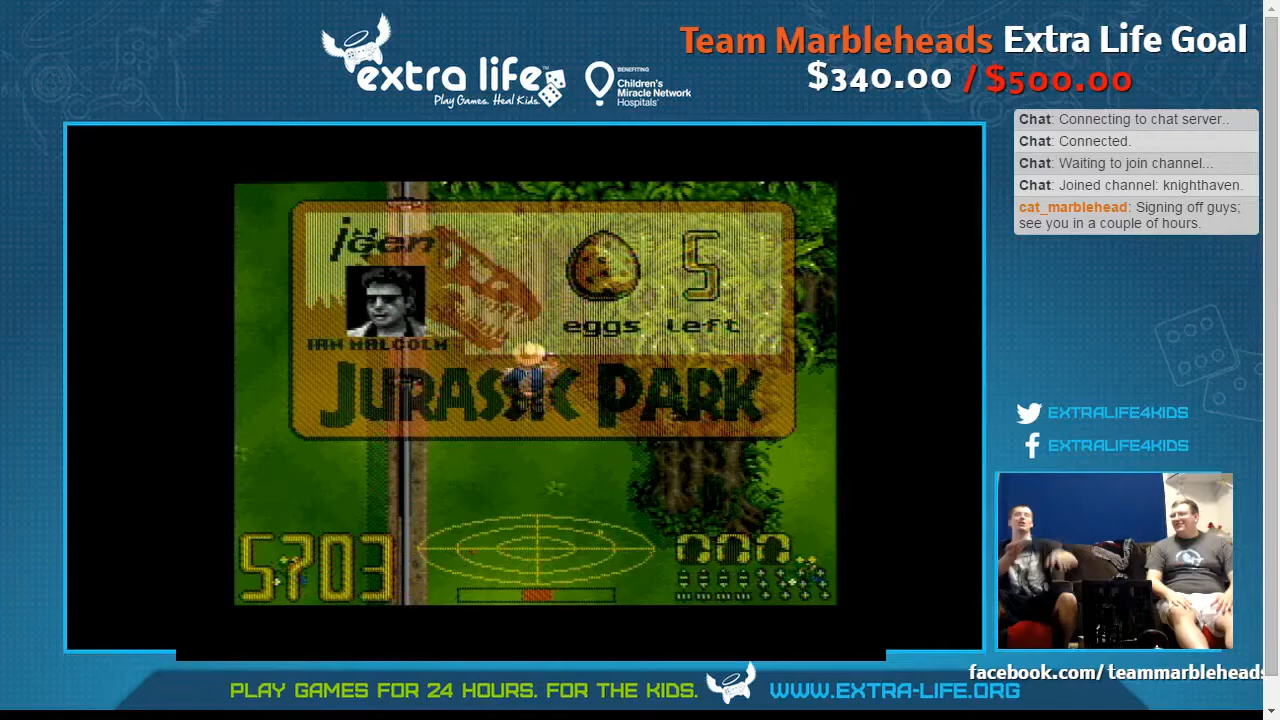 Team Marbleheads Extra Life Goal
$340.00 / $500.00
extra life
Play Games. Heal Kids.
BENEFITING
Children's
Miracle Network
Hospitals
Chat: Connecting to chat server..
Chat: Connected.
Chat: Waiting to join channel...
Chat: Joined channel: knighthaven.
cat_marblehead: Signing off guys;
see you in a couple of hours.
eggs left
5
IAN MALCOLM
JURASSIC PARK
EXTRALIFE4KIDS
EXTRALIFE4KIDS
5703
000
facebook.com/ teammarbleheads
PLAY GAMES FOR 24 HOURS. FOR THE KIDS.
WWW.EXTRA-LIFE.ORG